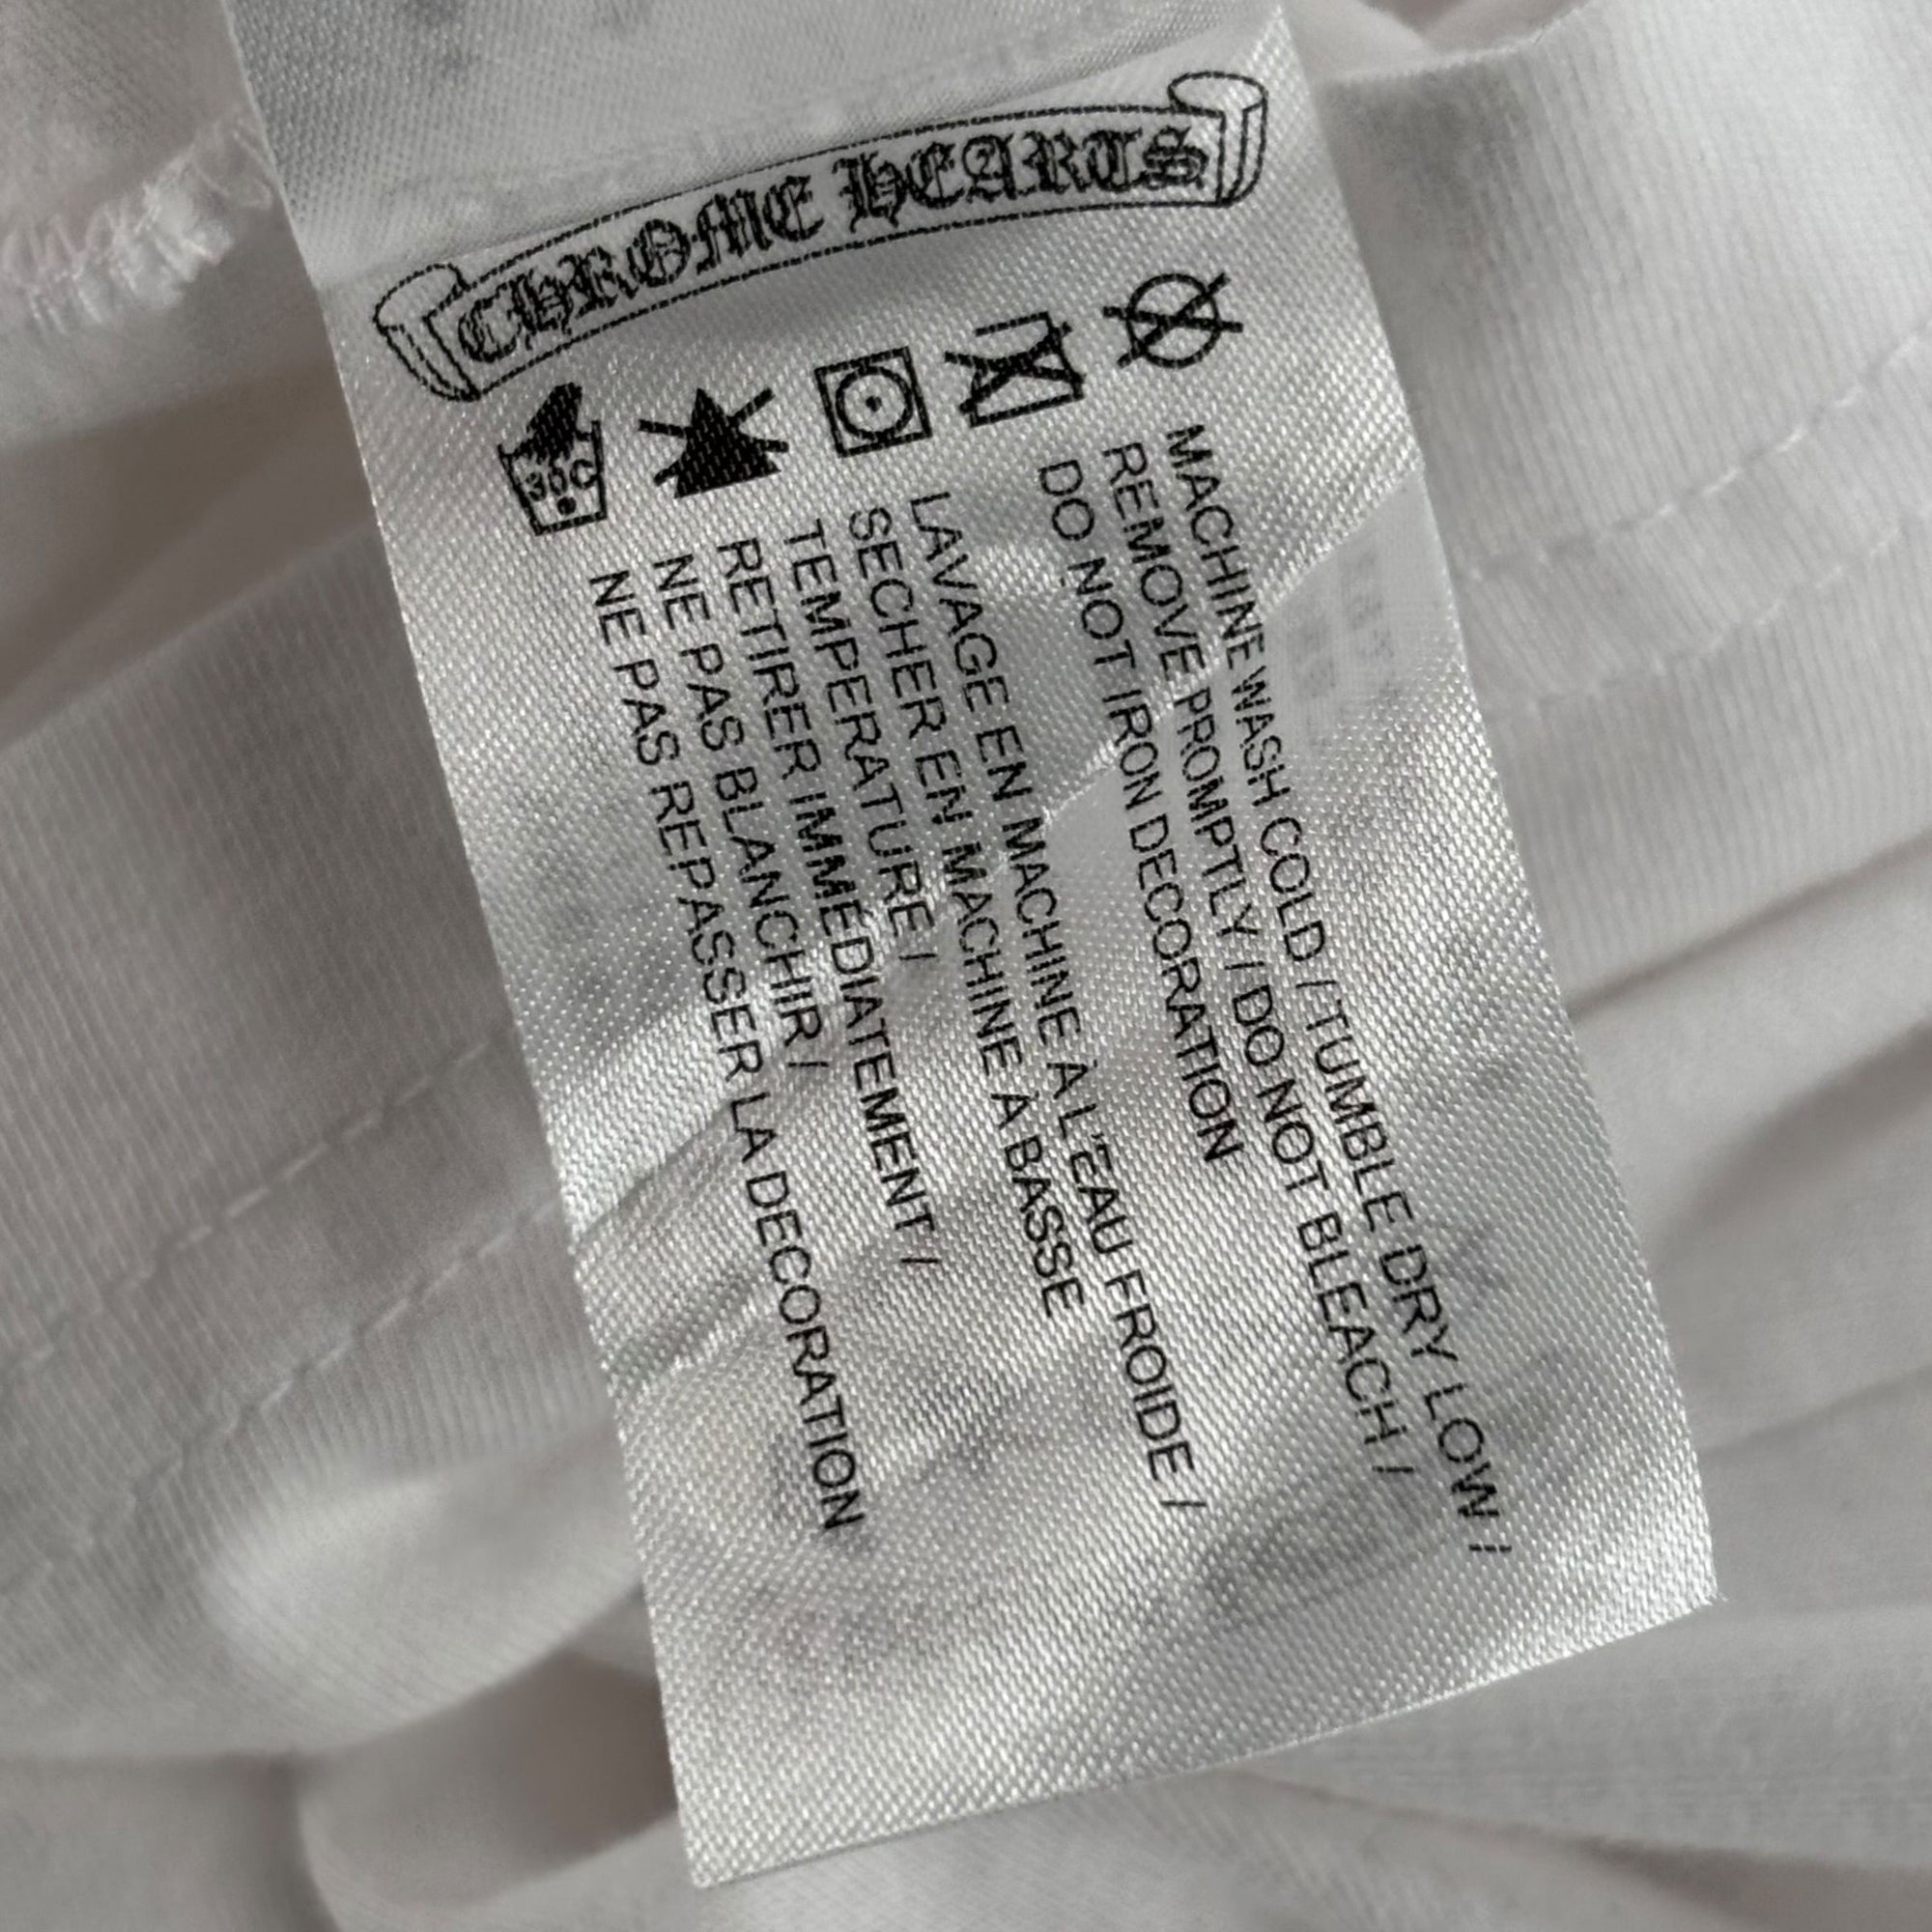 CHROME HEARTS
30C
MACHINE WASH COLD / TUMBLE DRY LOW /
REMOVE PROMPTLY / DO NOT BLEACH /
DO NOT IRON DECORATION
LAVAGE EN MACHINE À L'EAU FROIDE /
SECHER EN MACHINE À BASSE
TEMPERATURE /
RETIRER IMMEDIATEMENT /
NE PAS BLANCHIR /
NE PAS REPASSER LA DECORATION